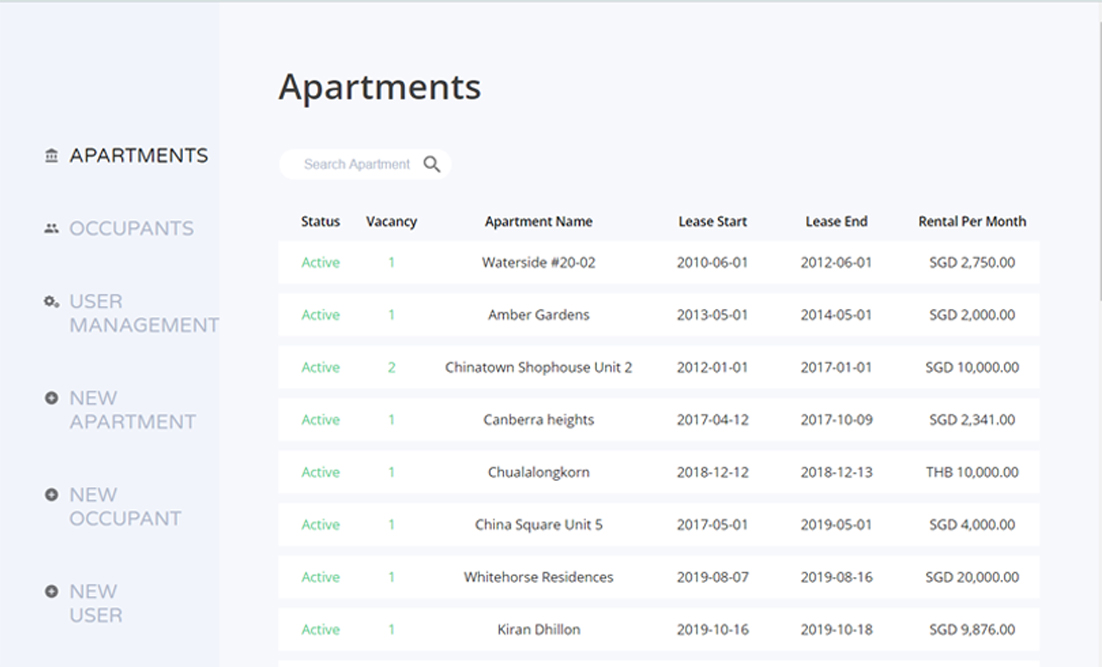 Apartments
APARTMENTS
OCCUPANTS
USER
MANAGEMENT
NEW
APARTMENT
NEW
OCCUPANT
NEW
USER
Search Apartment
Status Vacancy Apartment Name Lease Start Lease End Rental Per Month
Active 1 Waterside #20-02 2010-06-01 2012-06-01 SGD 2,750.00
Active 1 Amber Gardens 2013-05-01 2014-05-01 SGD 2,000.00
Active 2 Chinatown Shophouse Unit 2 2012-01-01 2017-01-01 SGD 10,000.00
Active 1 Canberra heights 2017-04-12 2017-10-09 SGD 2,341.00
Active 1 Chualalongkorn 2018-12-12 2018-12-13 THB 10,000.00
Active 1 China Square Unit 5 2017-05-01 2019-05-01 SGD 4,000.00
Active 1 Whitehorse Residences 2019-08-07 2019-08-16 SGD 20,000.00
Active 1 Kiran Dhillon 2019-10-16 2019-10-18 SGD 9,876.00